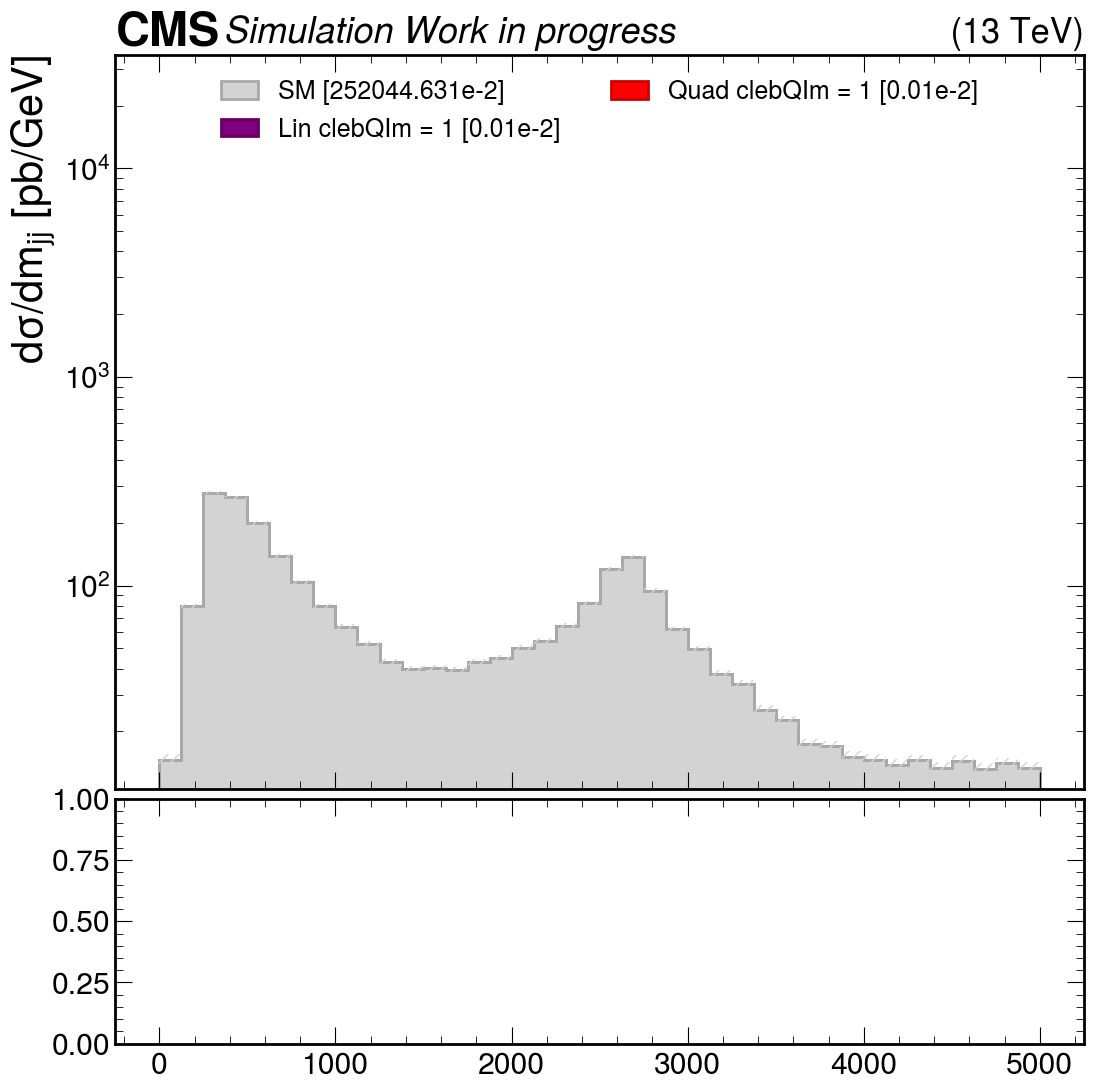 CMS Simulation Work in progress (13 TeV)
SM [252044.631e-2] Quad clebQIm = 1 [0.01e-2]
Lin clebQIm = 1 [0.01e-2]
dσ/dm_jj [pb/GeV]
10^4
10^3
10^2
1.00
0.75
0.50
0.25
0.00
0 1000 2000 3000 4000 5000